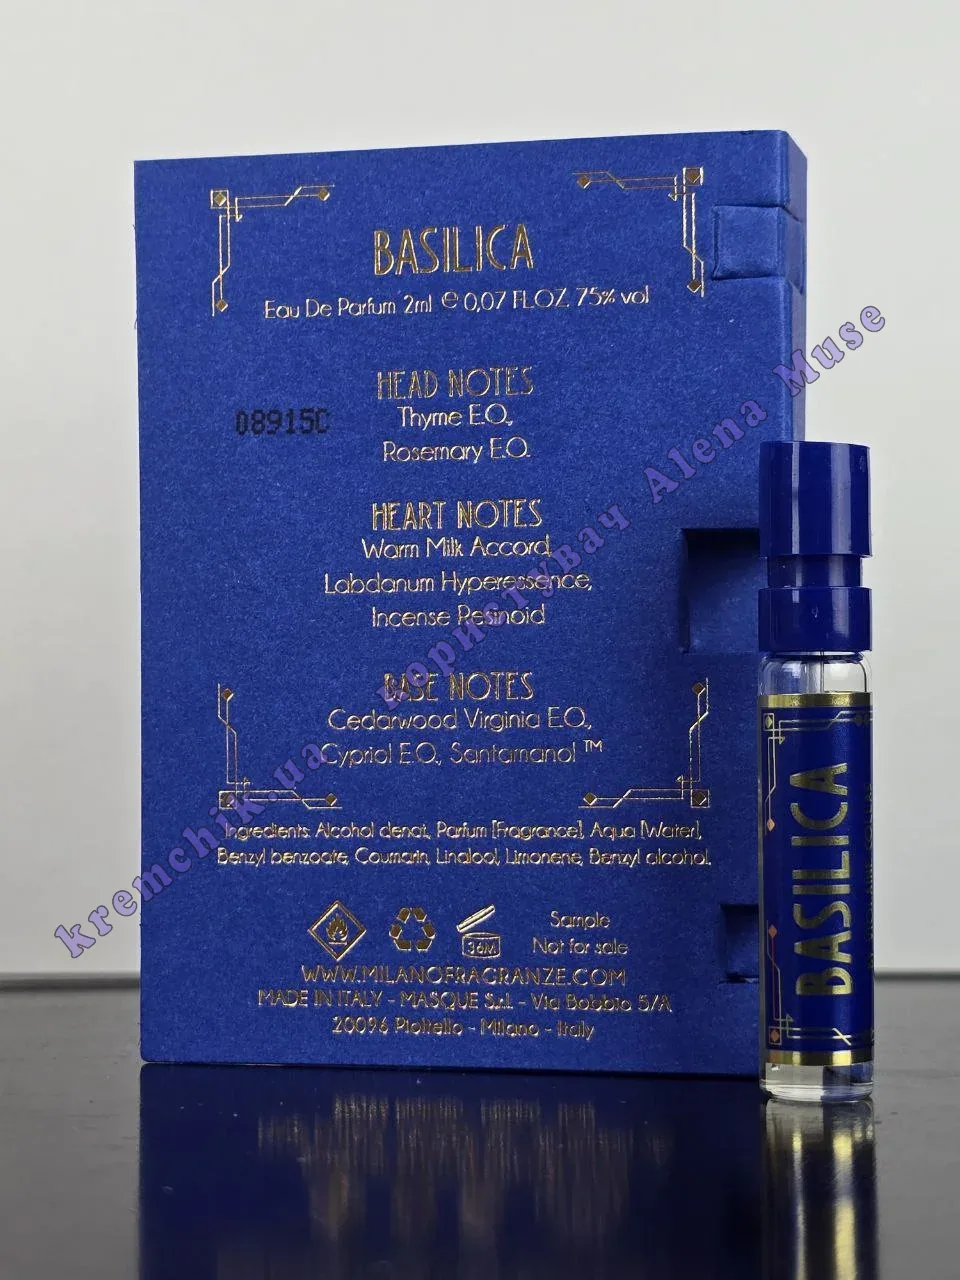 BASILICA
Eau De Parfum 2ml e 0,07 FL.OZ. 75% vol
HEAD NOTES
Thyme E.O.,
Rosemary E.O.
08915C
HEART NOTES
Warm Milk Accord,
Labdanum Hyperessence,
Incense Resinoid
BASE NOTES
Cedarwood Virginia E.O.,
Cypriol E.O., Santamanol™
Ingredients: Alcohol denat., Parfum [Fragrance], Aqua [Water],
Benzyl benzoate, Coumarin, Linalool, Limonene, Benzyl alcohol.
36M
Sample
Not for sale
WWW.MILANOFRAGRANZE.COM
MADE IN ITALY - MASQUE S.r.l. - Via Bobbio 5/A
20096 Pioltello - Milano - Italy
BASILICA
kremchik.ua користувач Alena Muse